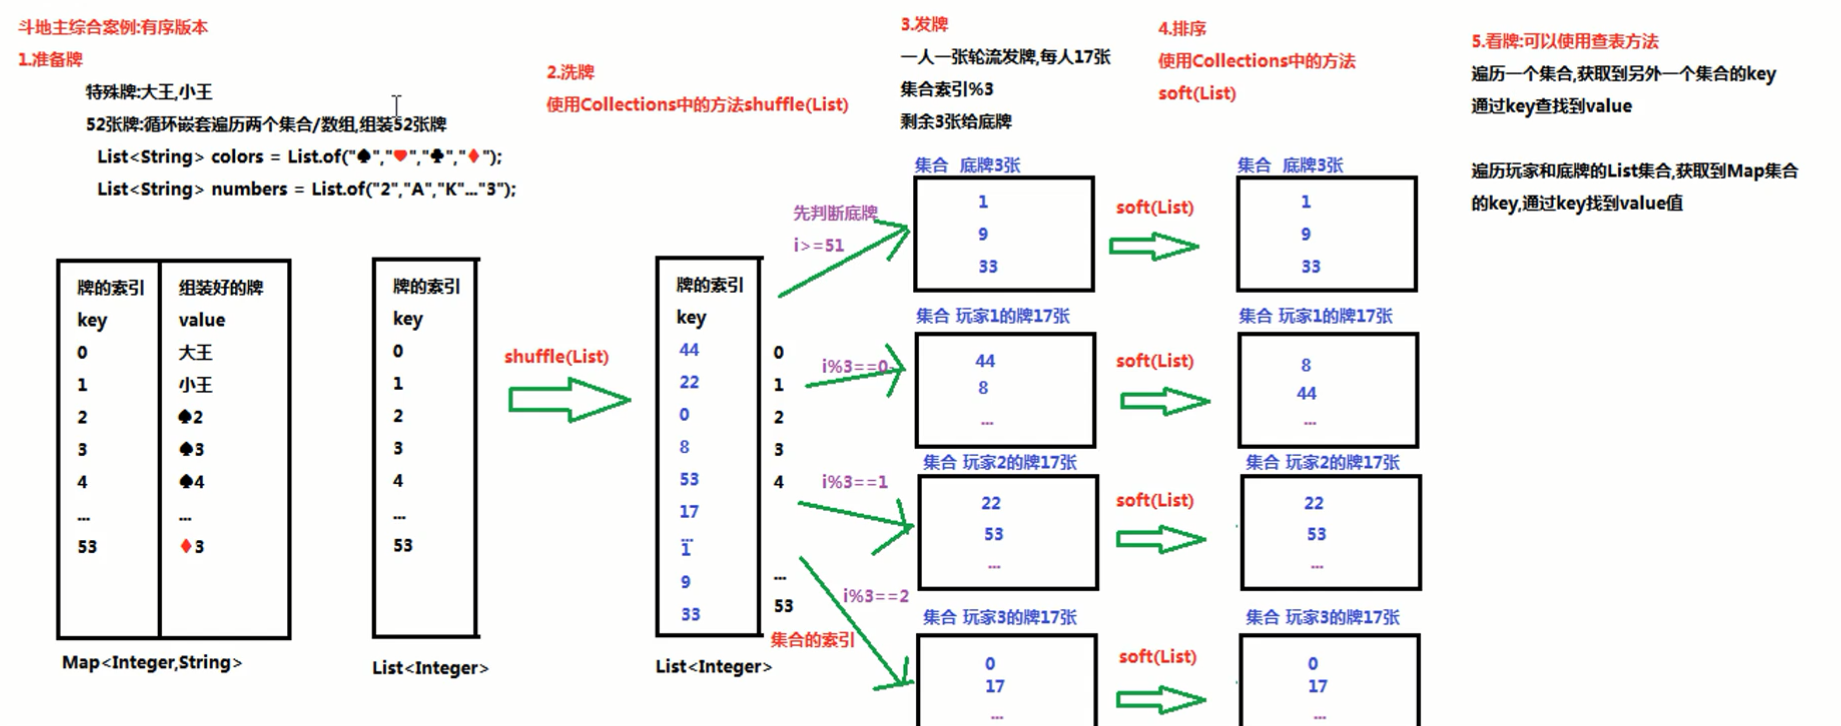 斗地主综合案例:有序版本
1.准备牌
特殊牌:大王,小王
52张牌:循环嵌套遍历两个集合/数组,组装52张牌
List<String> colors = List.of("♠","♥","♣","♦");
List<String> numbers = List.of("2","A","K"..."3");
牌的索引 组装好的牌
key value
0 大王
1 小王
2 ♠2
3 ♠3
4 ♠4
... ...
53 ♦3
Map<Integer,String>
牌的索引
key
0
1
2
3
4
...
53
List<Integer>
2.洗牌
使用Collections中的方法shuffle(List)
shuffle(List)
牌的索引
key
44
22
0
8
53
17
...
1
9
33
List<Integer>
0
1
2
3
4
...
53
集合的索引
3.发牌
一人一张轮流发牌,每人17张
集合索引%3
剩余3张给底牌
先判断底牌
i>=51
i%3==0
i%3==1
i%3==2
集合 底牌3张
1
9
33
集合 玩家1的牌17张
44
8
...
集合 玩家2的牌17张
22
53
...
集合 玩家3的牌17张
0
17
...
4.排序
使用Collections中的方法
soft(List)
soft(List)
soft(List)
soft(List)
soft(List)
集合 底牌3张
1
9
33
集合 玩家1的牌17张
8
44
...
集合 玩家2的牌17张
22
53
...
集合 玩家3的牌17张
0
17
...
5.看牌:可以使用查表方法
遍历一个集合,获取到另外一个集合的key
通过key查找到value
遍历玩家和底牌的List集合,获取到Map集合
的key,通过key找到value值